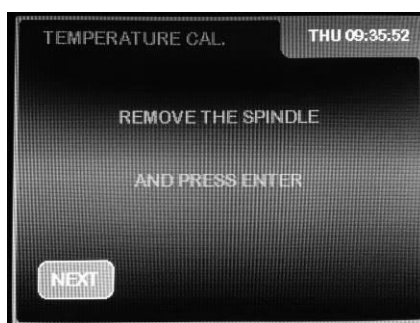 TEMPERATURE CAL.
THU 09:35:52
REMOVE THE SPINDLE
AND PRESS ENTER
NEXT